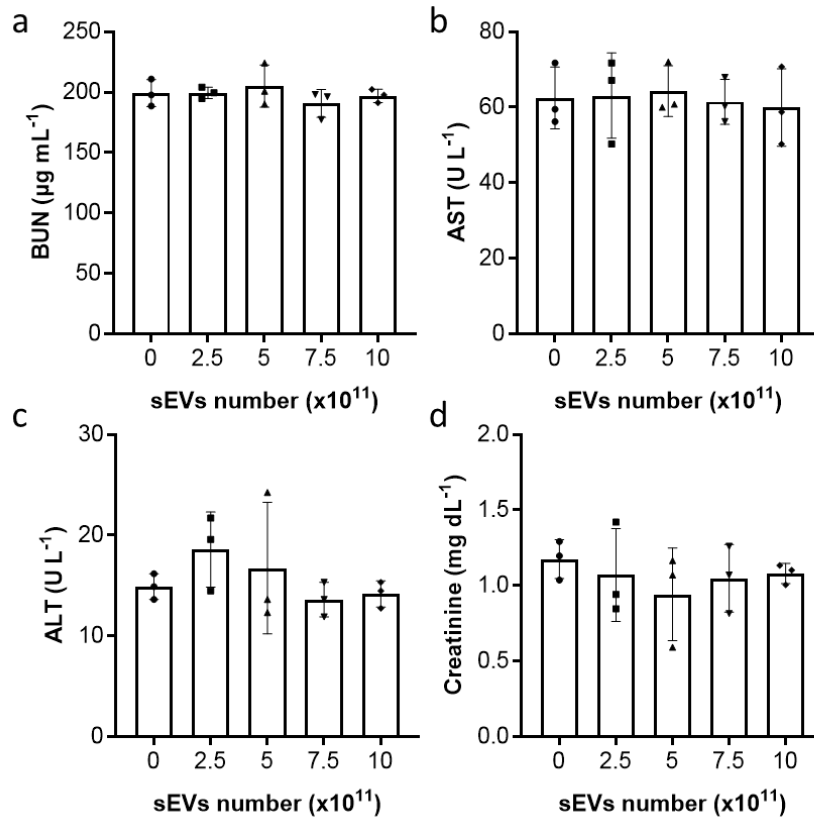 a
BUN (µg mL⁻¹)
250
200
150
100
50
0
0 2.5 5 7.5 10
sEVs number (x10¹¹)
b
AST (U L⁻¹)
80
60
40
20
0
0 2.5 5 7.5 10
sEVs number (x10¹¹)
c
ALT (U L⁻¹)
30
20
10
0
0 2.5 5 7.5 10
sEVs number (x10¹¹)
d
Creatinine (mg dL⁻¹)
2.0
1.5
1.0
0.5
0.0
0 2.5 5 7.5 10
sEVs number (x10¹¹)